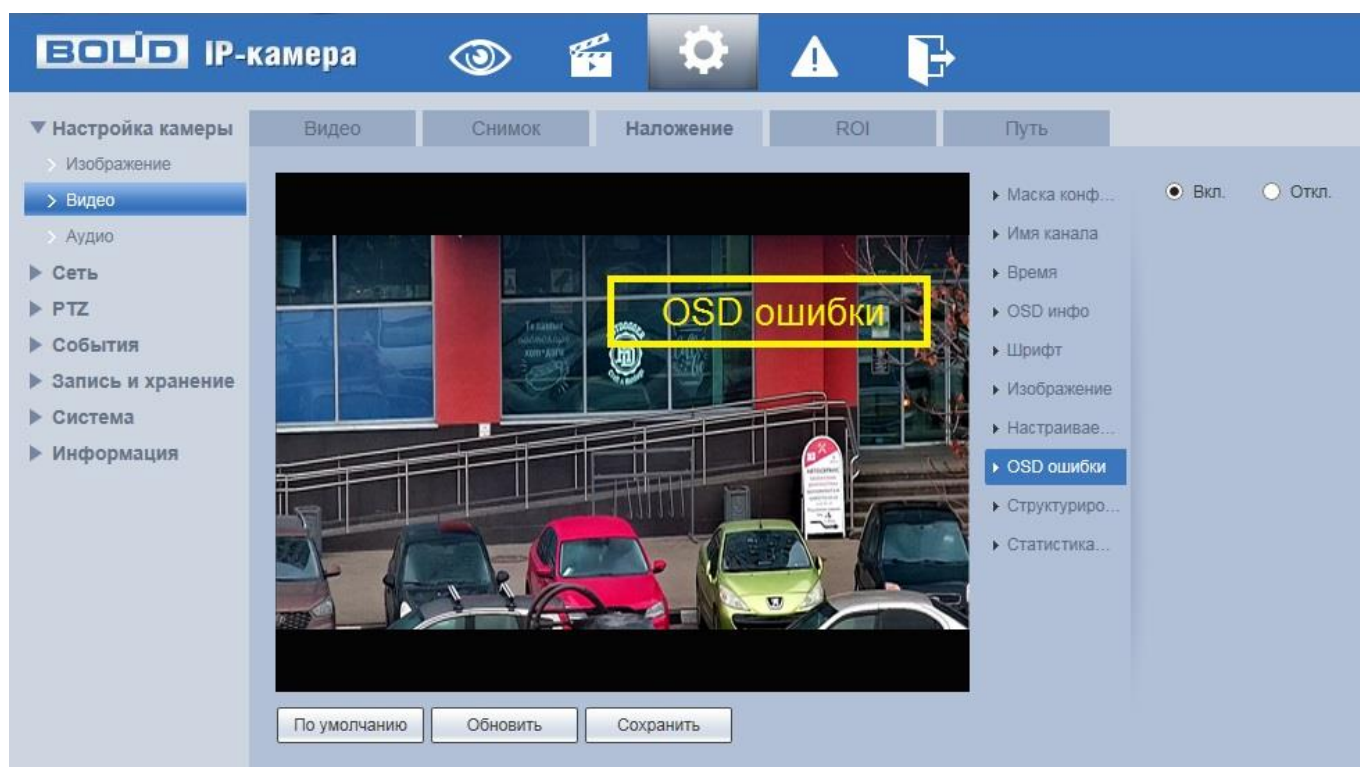 BOLID IP-камера
Настройка камеры
Изображение
Видео
Аудио
Сеть
PTZ
События
Запись и хранение
Система
Информация
Видео Снимок Наложение ROI Путь
OSD ошибки
Маска конф...
Имя канала
Время
OSD инфо
Шрифт
Изображение
Настраивае...
OSD ошибки
Структуриро...
Статистика...
Вкл. Откл.
По умолчанию Обновить Сохранить